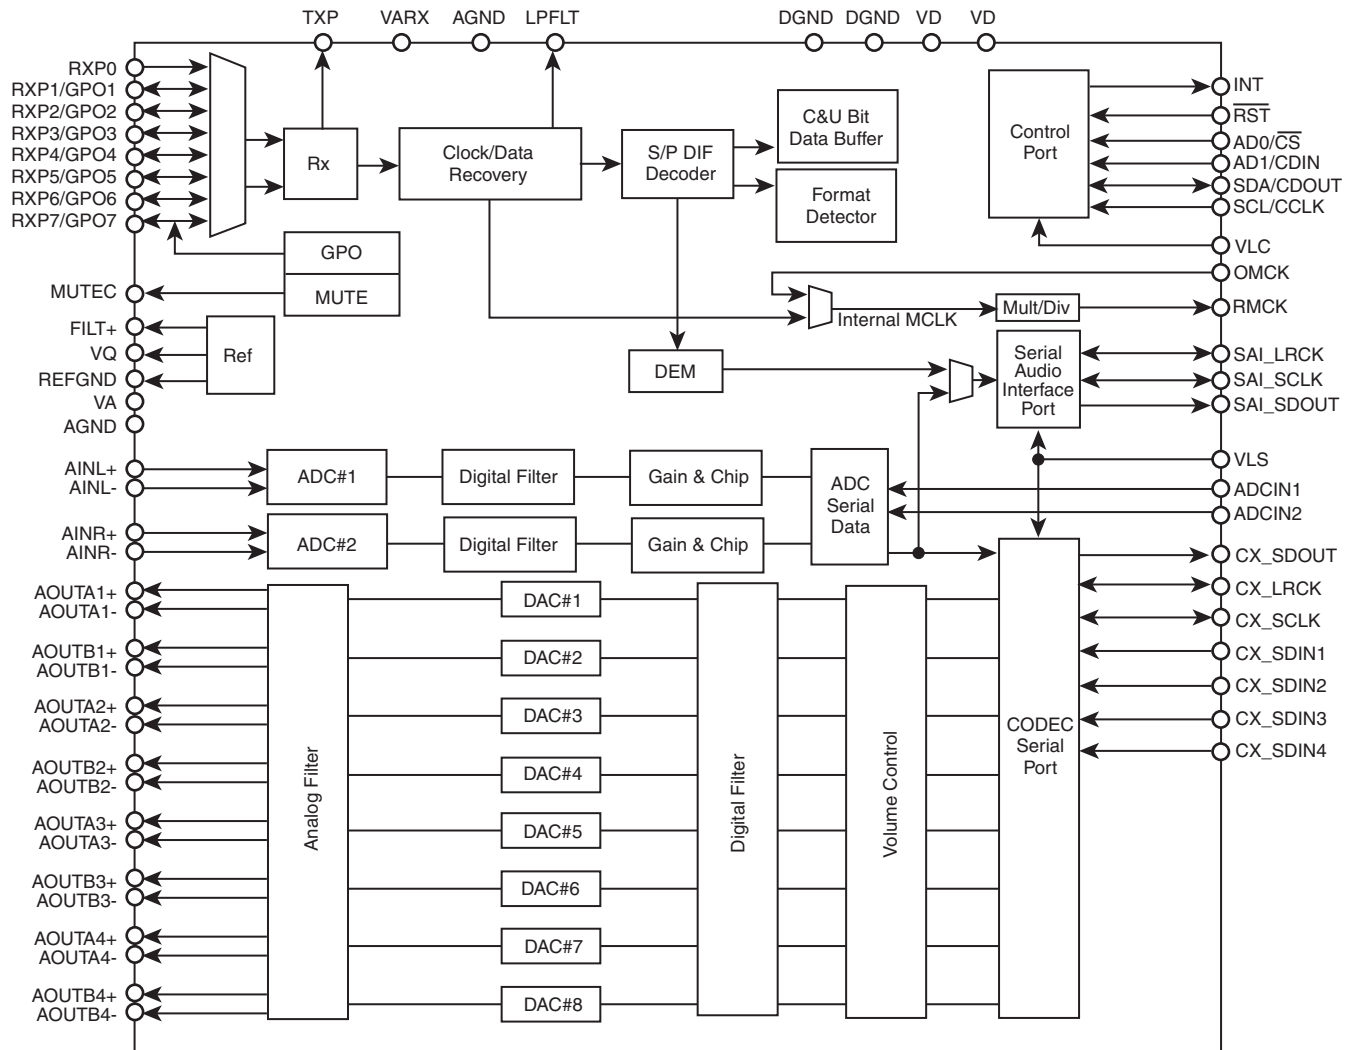 TXP VARX AGND LPFLT DGND DGND VD VD
RXP0
RXP1/GPO1
RXP2/GPO2
RXP3/GPO3
RXP4/GPO4
RXP5/GPO5
RXP6/GPO6
RXP7/GPO7
MUTEC
FILT+
VQ
REFGND
VA
AGND
AINL+
AINL-
AINR+
AINR-
AOUTA1+
AOUTA1-
AOUTB1+
AOUTB1-
AOUTA2+
AOUTA2-
AOUTB2+
AOUTB2-
AOUTA3+
AOUTA3-
AOUTB3+
AOUTB3-
AOUTA4+
AOUTA4-
AOUTB4+
AOUTB4-
Rx
Clock/Data
Recovery
S/P DIF
Decoder
C&U Bit
Data Buffer
Format
Detector
Control
Port
GPO
MUTE
Ref
Internal MCLK
Mult/Div
DEM
Serial
Audio
Interface
Port
ADC#1
Digital Filter
Gain & Chip
ADC
Serial
Data
ADC#2
Digital Filter
Gain & Chip
Analog Filter
DAC#1
DAC#2
DAC#3
DAC#4
DAC#5
DAC#6
DAC#7
DAC#8
Digital Filter
Volume Control
CODEC
Serial
Port
INT
RST
AD0/CS
AD1/CDIN
SDA/CDOUT
SCL/CCLK
VLC
OMCK
RMCK
SAI_LRCK
SAI_SCLK
SAI_SDOUT
VLS
ADCIN1
ADCIN2
CX_SDOUT
CX_LRCK
CX_SCLK
CX_SDIN1
CX_SDIN2
CX_SDIN3
CX_SDIN4